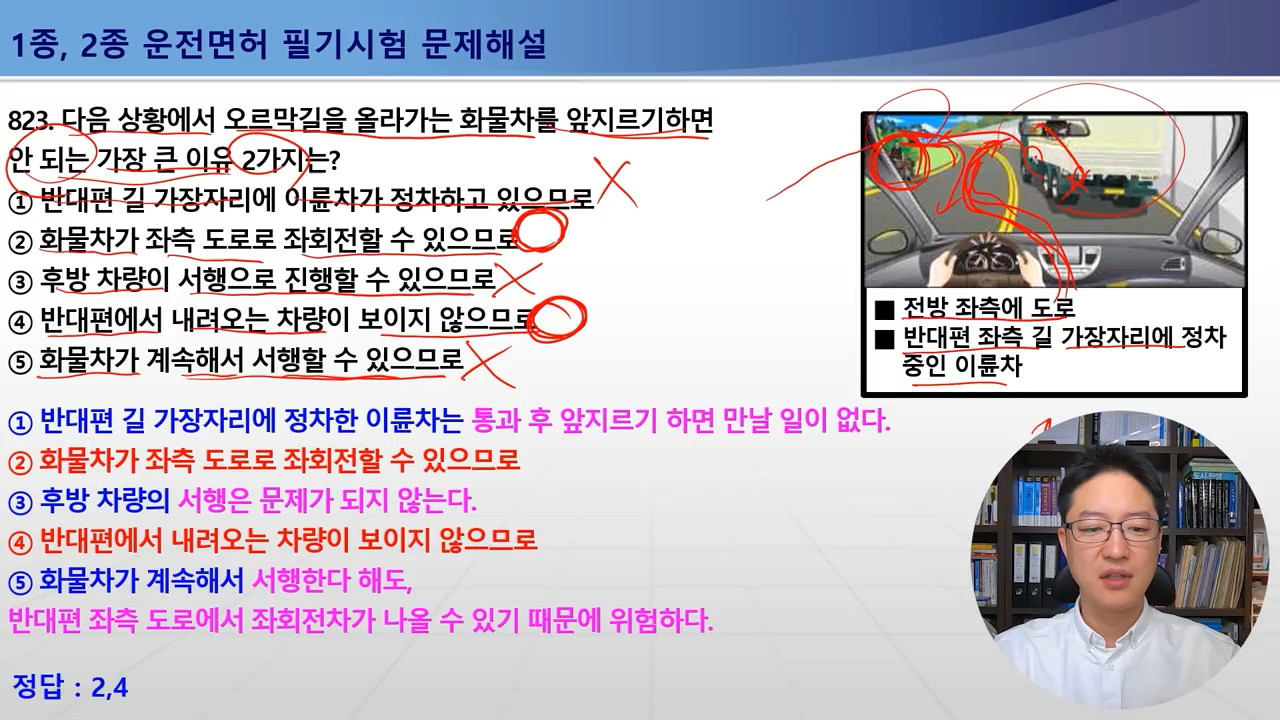 1종, 2종 운전면허 필기시험 문제해설
823. 다음 상황에서 오르막길을 올라가는 화물차를 앞지르기하면
안 되는 가장 큰 이유 2가지는?
① 반대편 길 가장자리에 이륜차가 정차하고 있으므로
② 화물차가 좌측 도로로 좌회전할 수 있으므로
③ 후방 차량이 서행으로 진행할 수 있으므로
④ 반대편에서 내려오는 차량이 보이지 않으므로
⑤ 화물차가 계속해서 서행할 수 있으므로
■ 전방 좌측에 도로
■ 반대편 좌측 길 가장자리에 정차
중인 이륜차
① 반대편 길 가장자리에 정차한 이륜차는 통과 후 앞지르기 하면 만날 일이 없다.
② 화물차가 좌측 도로로 좌회전할 수 있으므로
③ 후방 차량의 서행은 문제가 되지 않는다.
④ 반대편에서 내려오는 차량이 보이지 않으므로
⑤ 화물차가 계속해서 서행한다 해도,
반대편 좌측 도로에서 좌회전차가 나올 수 있기 때문에 위험하다.
정답 : 2,4